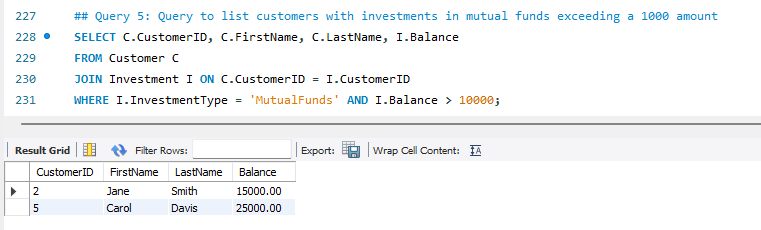 227 ## Query 5: Query to list customers with investments in mutual funds exceeding a 1000 amount
228 SELECT C.CustomerID, C.FirstName, C.LastName, I.Balance
229 FROM Customer C
230 JOIN Investment I ON C.CustomerID = I.CustomerID
231 WHERE I.InvestmentType = 'MutualFunds' AND I.Balance > 10000;
Result Grid Filter Rows: Export: Wrap Cell Content: IA
CustomerID FirstName LastName Balance
2 Jane Smith 15000.00
5 Carol Davis 25000.00